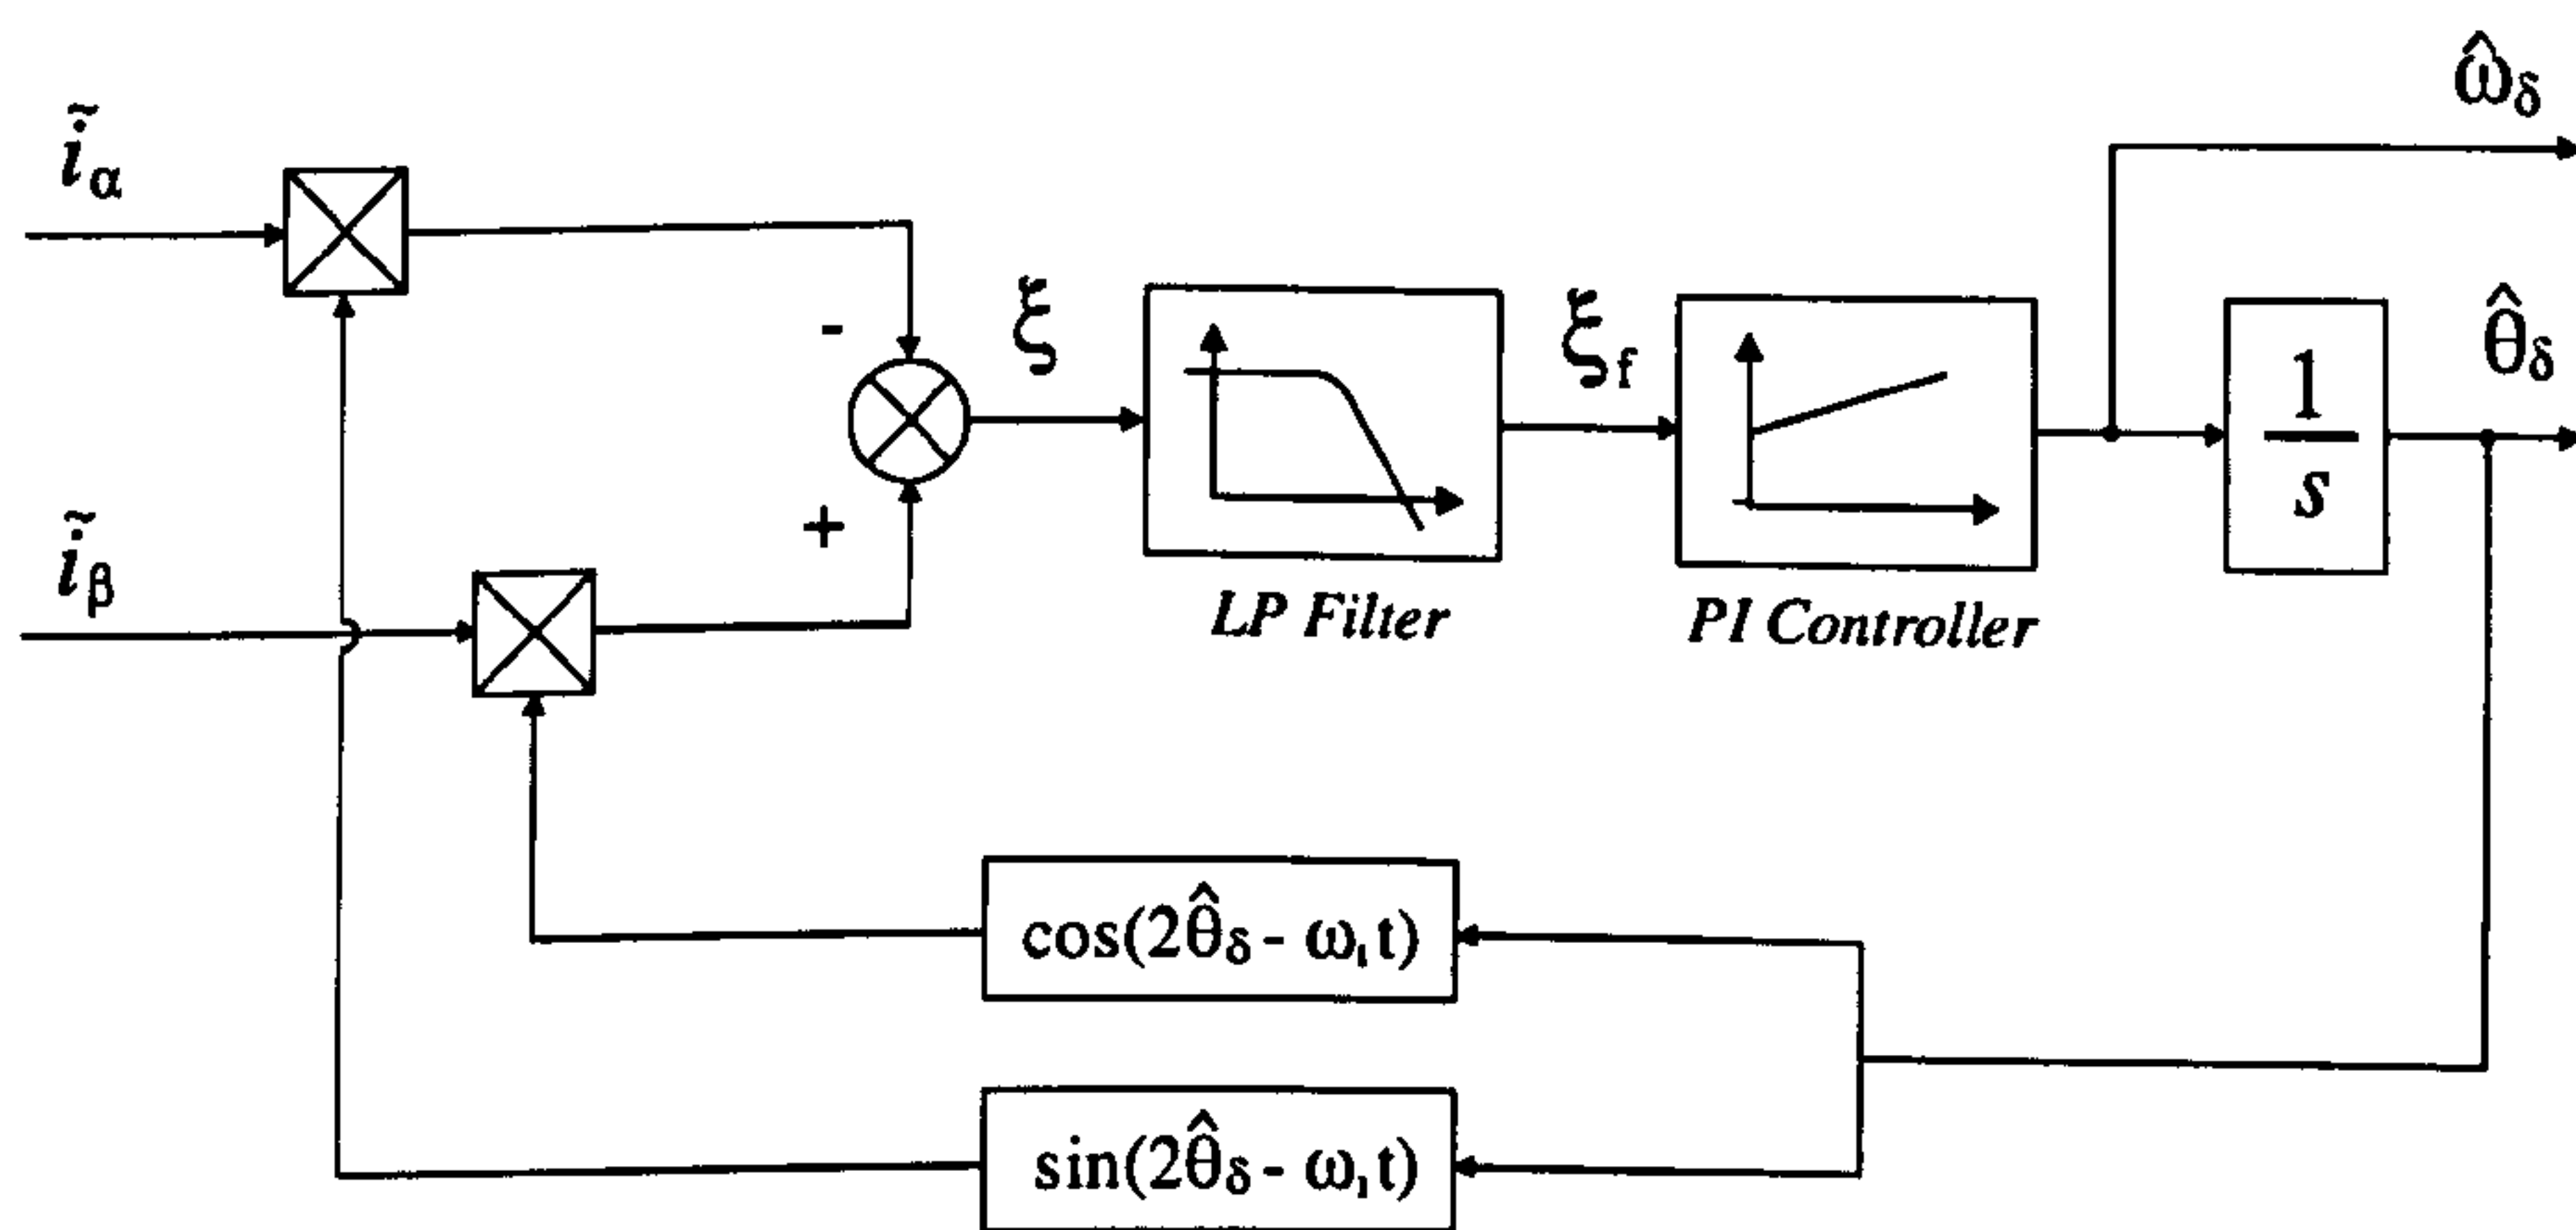 ω̂δ
ĩα
-
ξ
ξf
θ̂δ
1
s
+
ĩβ
LP Filter
PI Controller
cos(2θ̂δ - ωit)
sin(2θ̂δ - ωit)